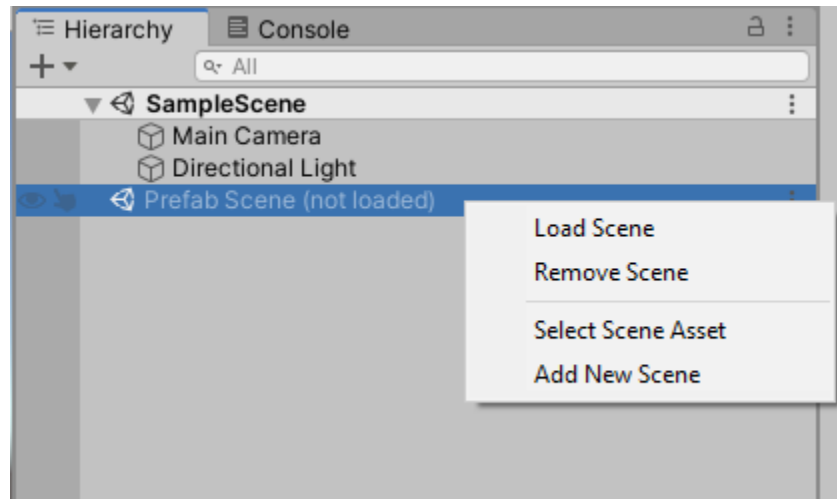 Hierarchy Console
All
SampleScene
Main Camera
Directional Light
Prefab Scene (not loaded)
Load Scene
Remove Scene
Select Scene Asset
Add New Scene